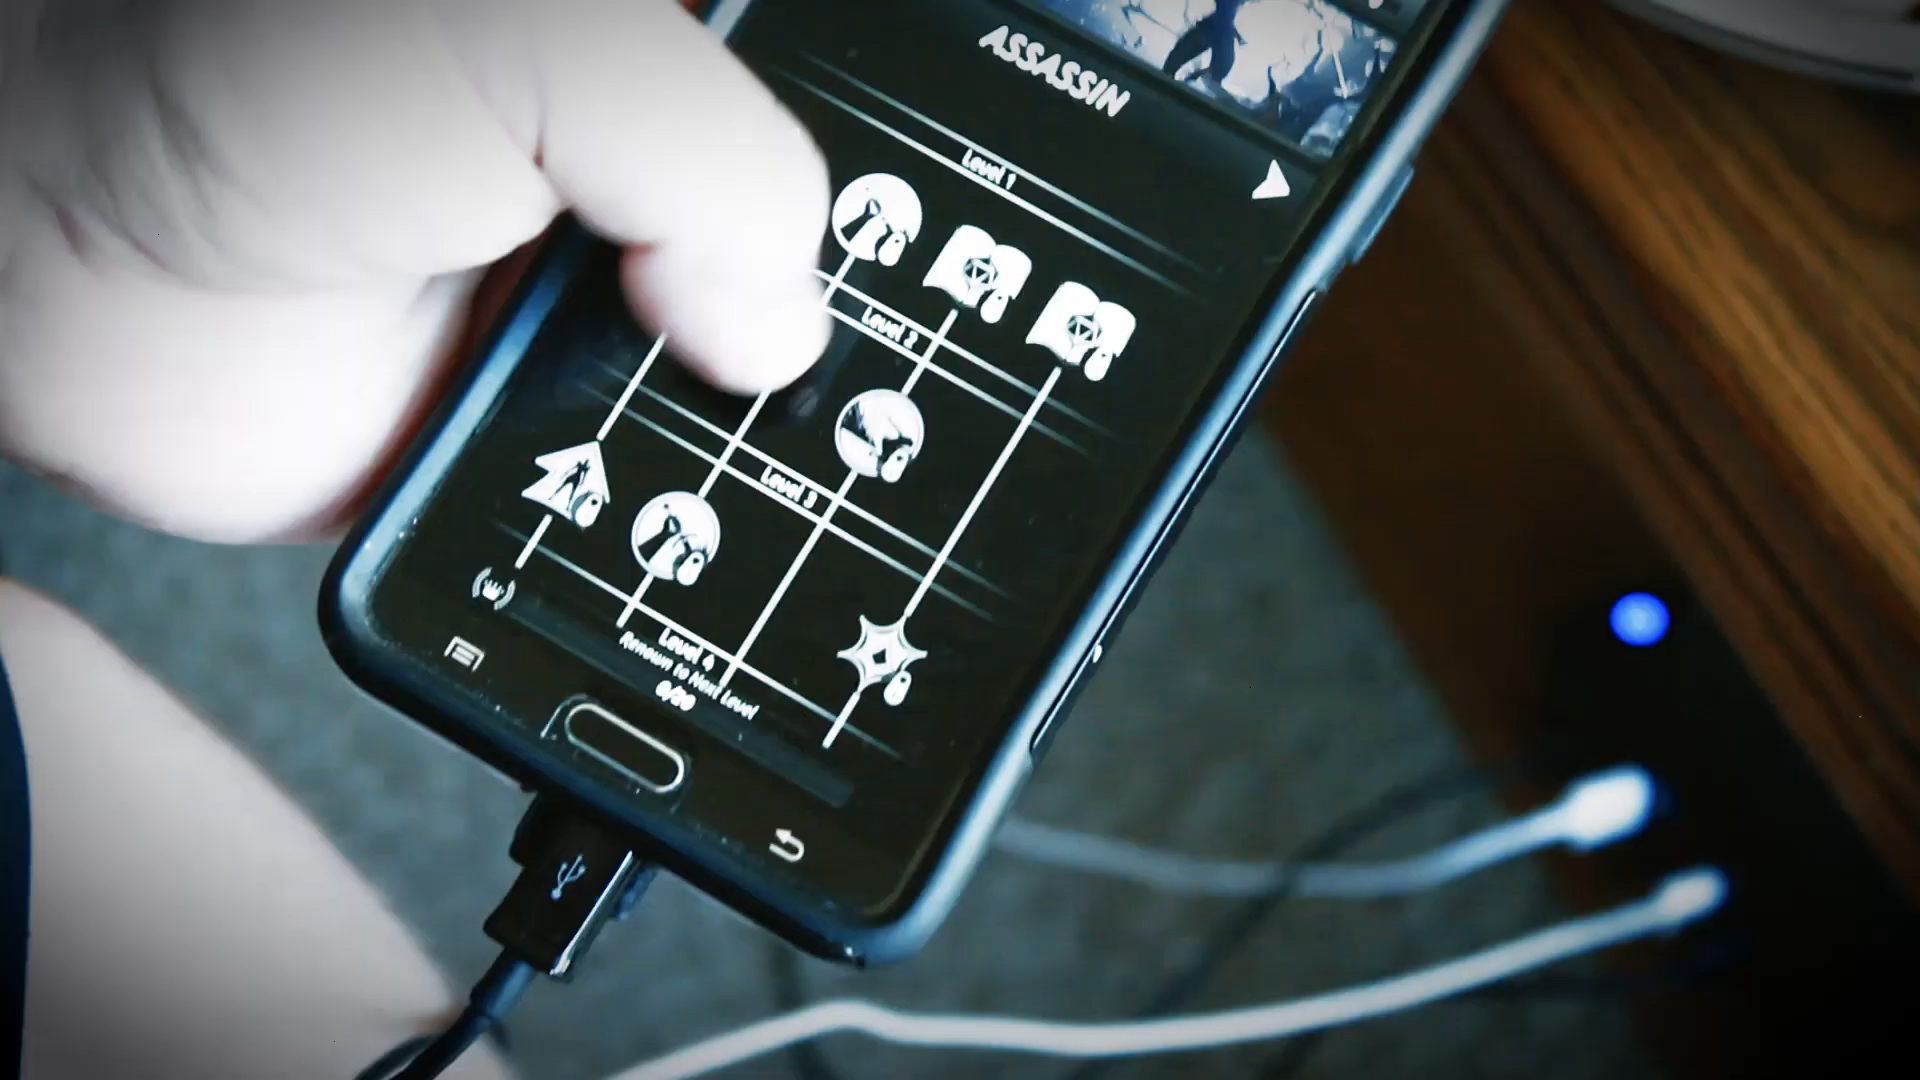 ASSASSIN
Level 1
Level 2
Level 3
Level 4
Renown to Next Level
0/20